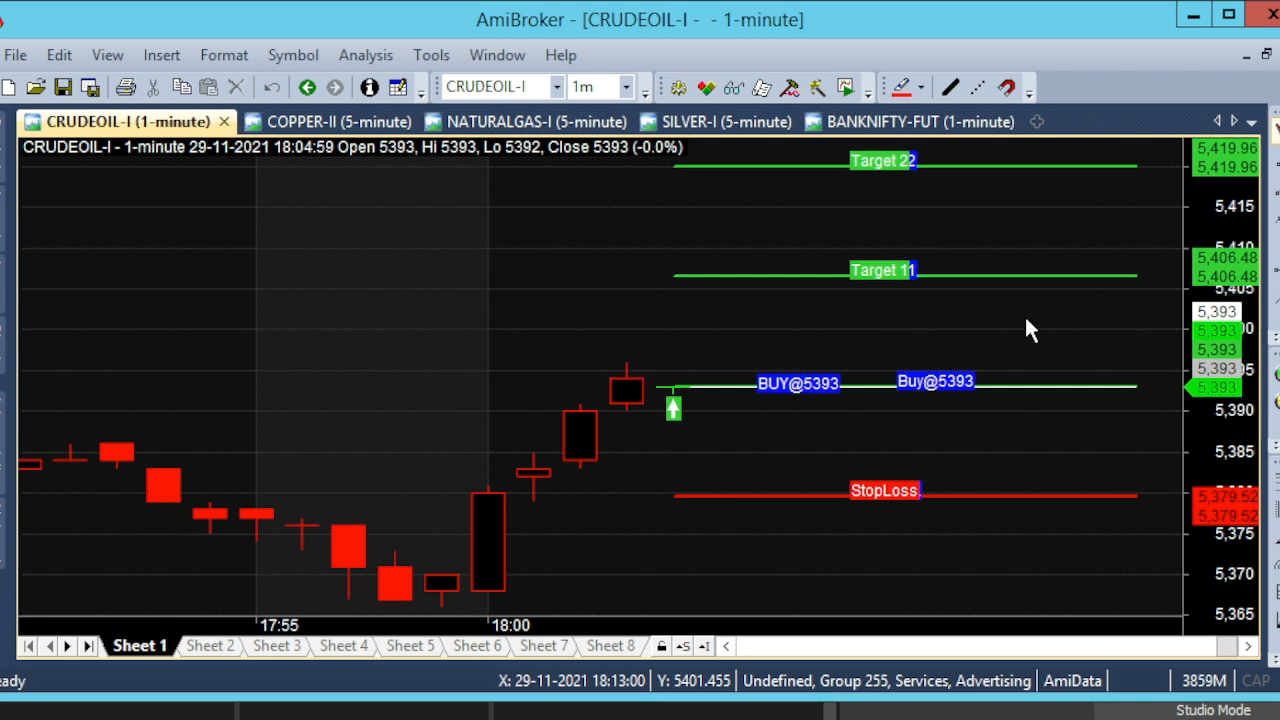 AmiBroker - [CRUDEOIL-I - - 1-minute]
File Edit View Insert Format Symbol Analysis Tools Window Help
CRUDEOIL-I 1m
CRUDEOIL-I (1-minute) COPPER-II (5-minute) NATURALGAS-I (5-minute) SILVER-I (5-minute) BANKNIFTY-FUT (1-minute)
CRUDEOIL-I - 1-minute 29-11-2021 18:04:59 Open 5393, Hi 5393, Lo 5392, Close 5393 (-0.0%)
5,419.96
Target 22
5,419.96
5,415
5,410
5,406.48
Target 11
5,406.48
5,405
5,393
5,393
5,393
5,393
BUY@5393 Buy@5393 5,393
5,390
5,385
StopLoss
5,379.52
5,379.52
5,375
5,370
5,365
17:55 18:00
Sheet 1 Sheet 2 Sheet 3 Sheet 4 Sheet 5 Sheet 6 Sheet 7 Sheet 8
X: 29-11-2021 18:13:00 Y: 5401.455 Undefined, Group 255, Services, Advertising AmiData 3859M CAP
Studio Mode